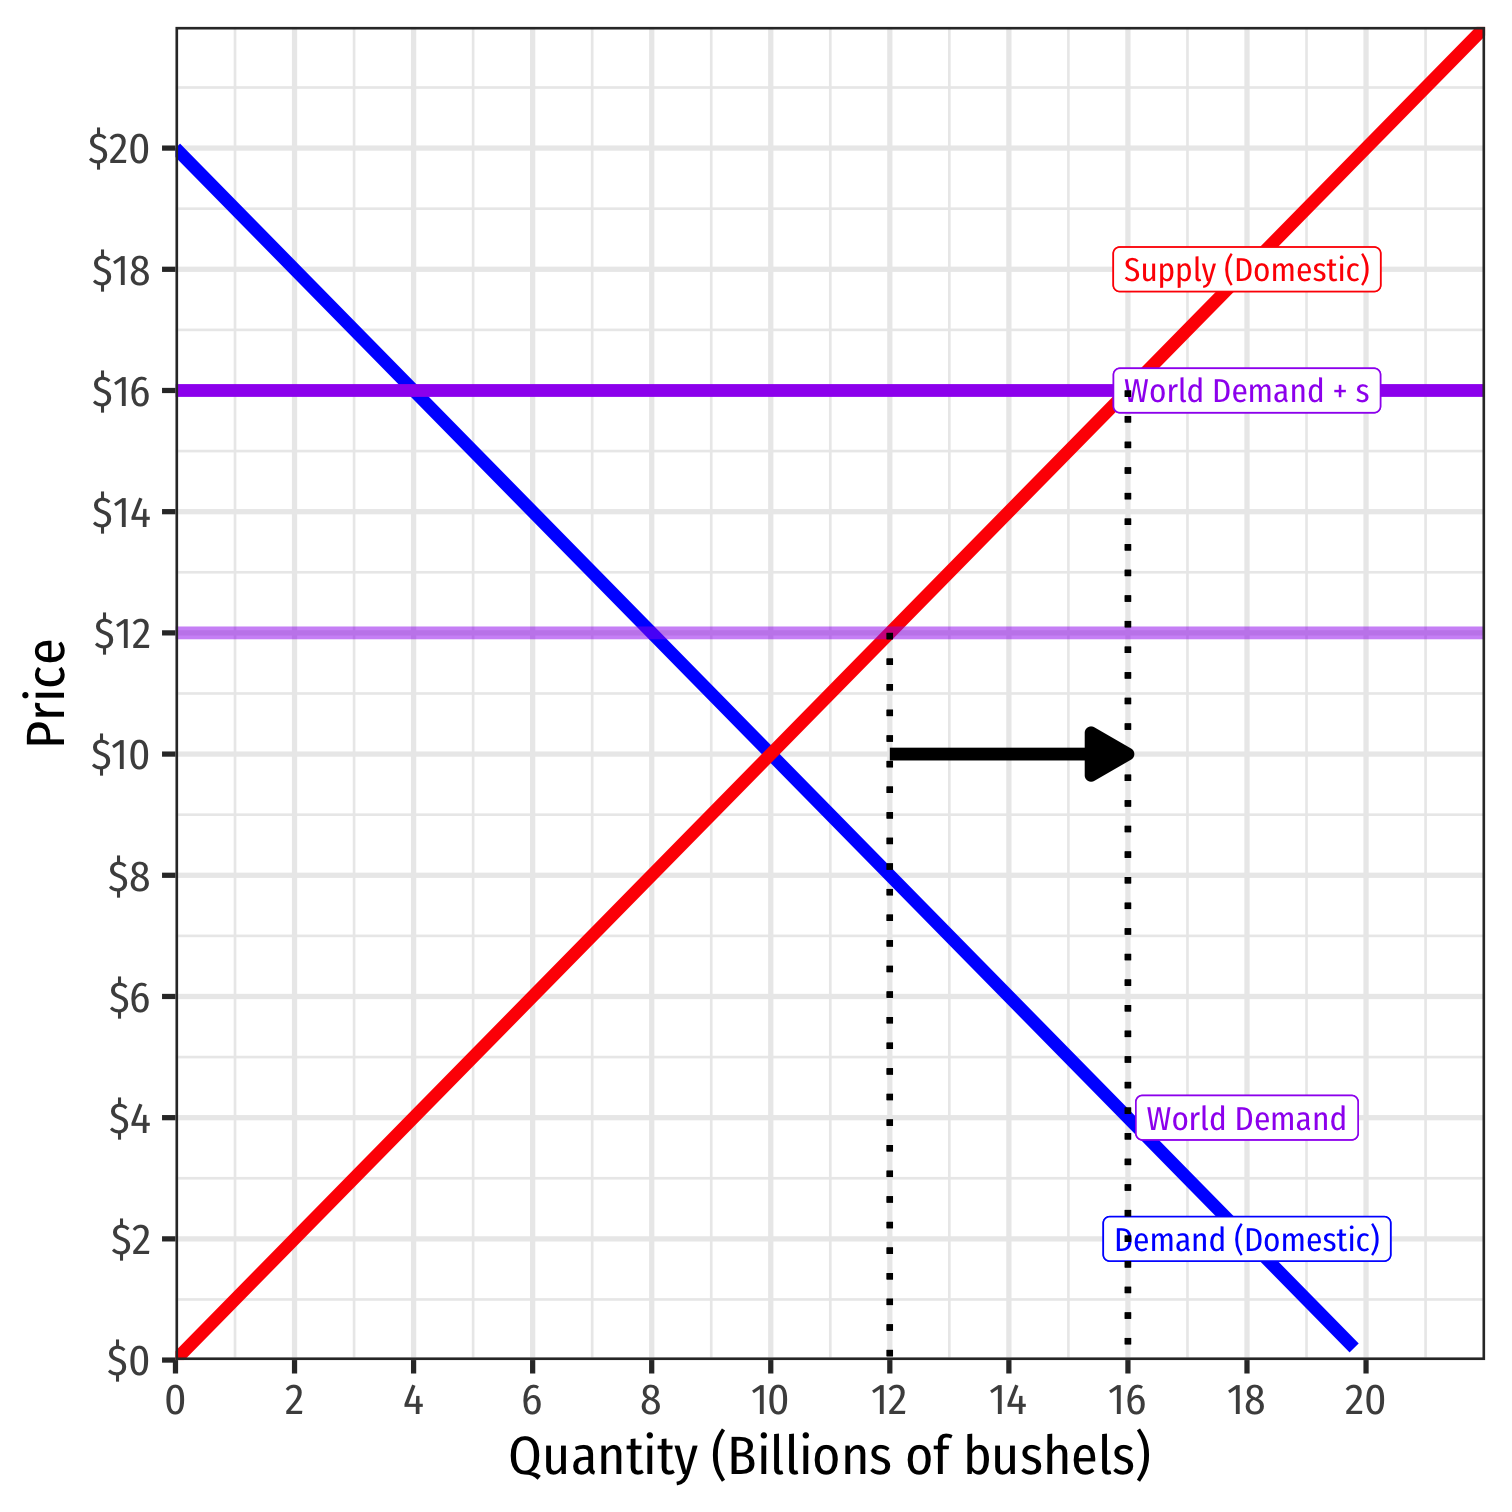 $20
$18
$16
$14
$12
$10
$8
$6
$4
$2
$0
Price
Supply (Domestic)
World Demand + s
World Demand
Demand (Domestic)
0 2 4 6 8 10 12 14 16 18 20
Quantity (Billions of bushels)